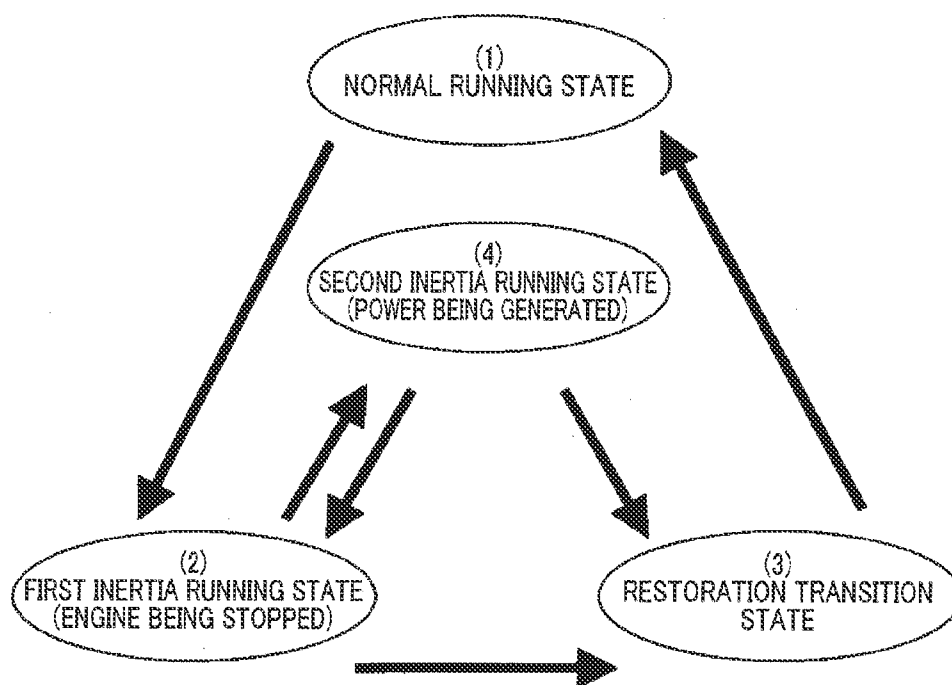 (1)
NORMAL RUNNING STATE
(4)
SECOND INERTIA RUNNING STATE
(POWER BEING GENERATED)
(2)
FIRST INERTIA RUNNING STATE
(ENGINE BEING STOPPED)
(3)
RESTORATION TRANSITION
STATE